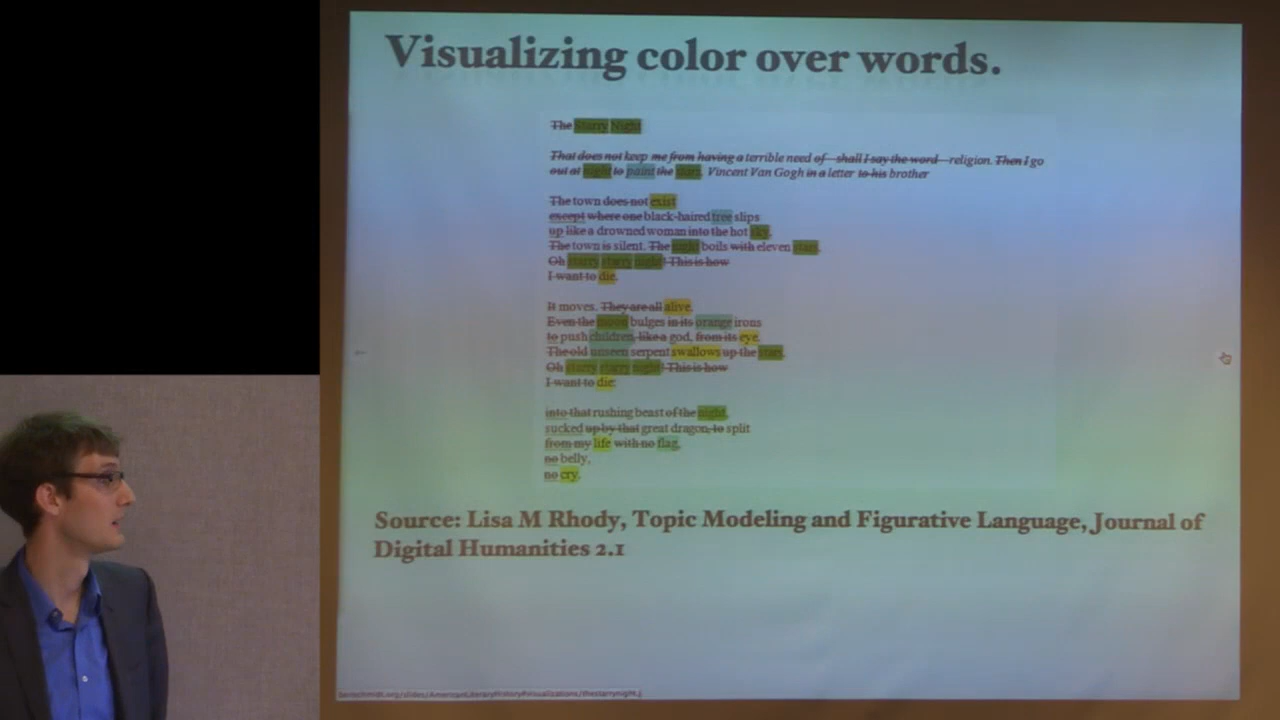 Visualizing color over words.
The Starry Night
That does not keep me from having a terrible need of—shall I say the word—religion. Then I go
out at night to paint the stars. Vincent Van Gogh in a letter to his brother
The town does not exist
except where one black-haired tree slips
up like a drowned woman into the hot sky.
The town is silent. The night boils with eleven stars.
Oh starry starry night! This is how
I want to die.
It moves. They are all alive.
Even the moon bulges in its orange irons
to push children, like a god, from its eye.
The old unseen serpent swallows up the stars.
Oh starry starry night! This is how
I want to die:
into that rushing beast of the night,
sucked up by that great dragon, to split
from my life with no flag,
no belly,
no cry.
Source: Lisa M Rhody, Topic Modeling and Figurative Language, Journal of
Digital Humanities 2.1
benschmidt.org/slides/AmericanLiteraryHistory#visualizations/thestarrynight.j